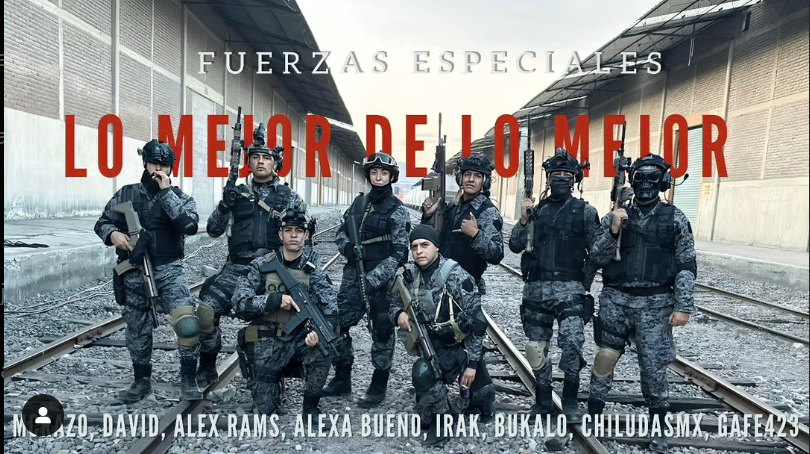 FUERZAS ESPECIALES
LO MEJOR DE LO MEJOR
DAVID, ALEX RAMS, ALEXA BUENO, IRAK, BUKALO, CHILUDASMX, GAFE423